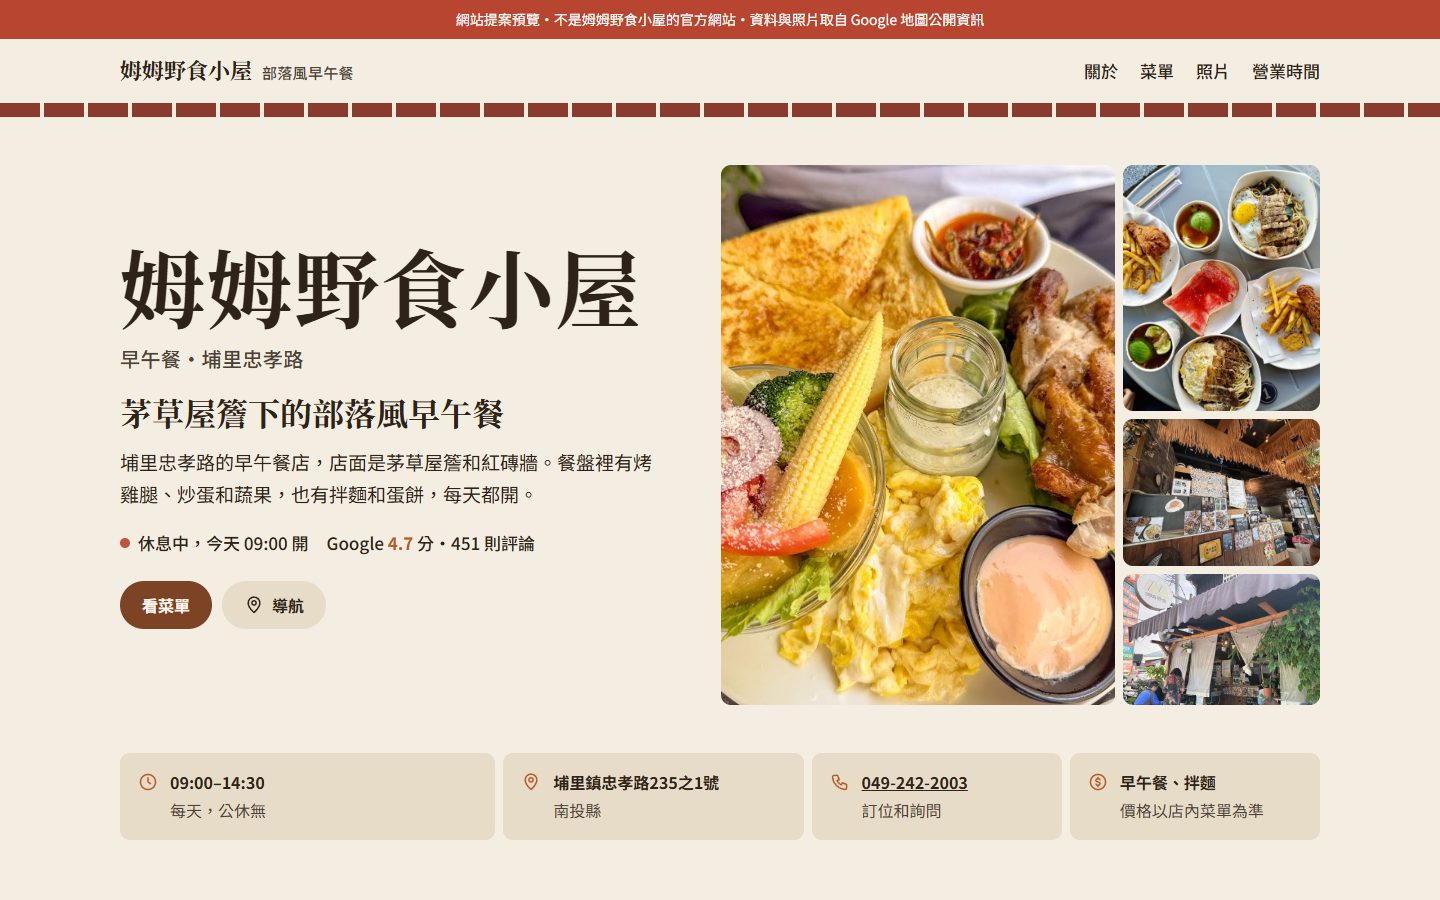 網站提案預覽・不是姆姆野食小屋的官方網站・資料與照片取自 Google 地圖公開資訊
姆姆野食小屋 部落風早午餐
關於 菜單 照片 營業時間
姆姆野食小屋
早午餐・埔里忠孝路
茅草屋簷下的部落風早午餐
埔里忠孝路的早午餐店，店面是茅草屋簷和紅磚牆。餐盤裡有烤
雞腿、炒蛋和蔬果，也有拌麵和蛋餅，每天都開。
休息中，今天 09:00 開 Google 4.7 分・451 則評論
看菜單 導航
09:00–14:30
每天，公休無
埔里鎮忠孝路235之1號
南投縣
049-242-2003
訂位和詢問
早午餐、拌麵
價格以店內菜單為準